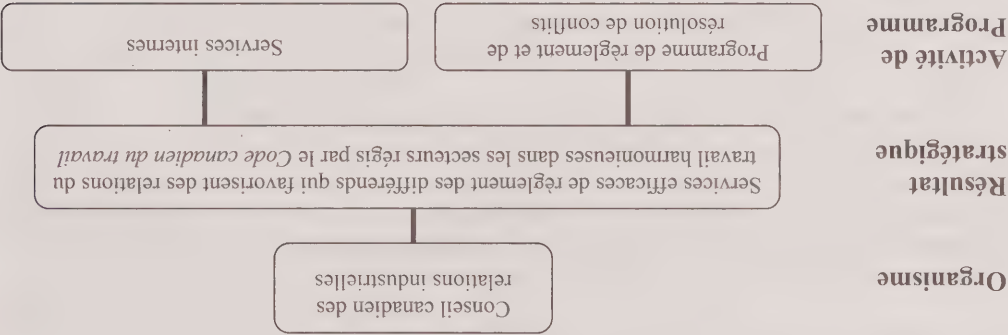 Organisme
Conseil canadien des
relations industrielles
Résultat
stratégique
Services efficaces de règlement des différends qui favorisent des relations du
travail harmonieuses dans les secteurs régis par le Code canadien du travail
Activité de
Programme
Programme de règlement et de
résolution de conflits
Services internes